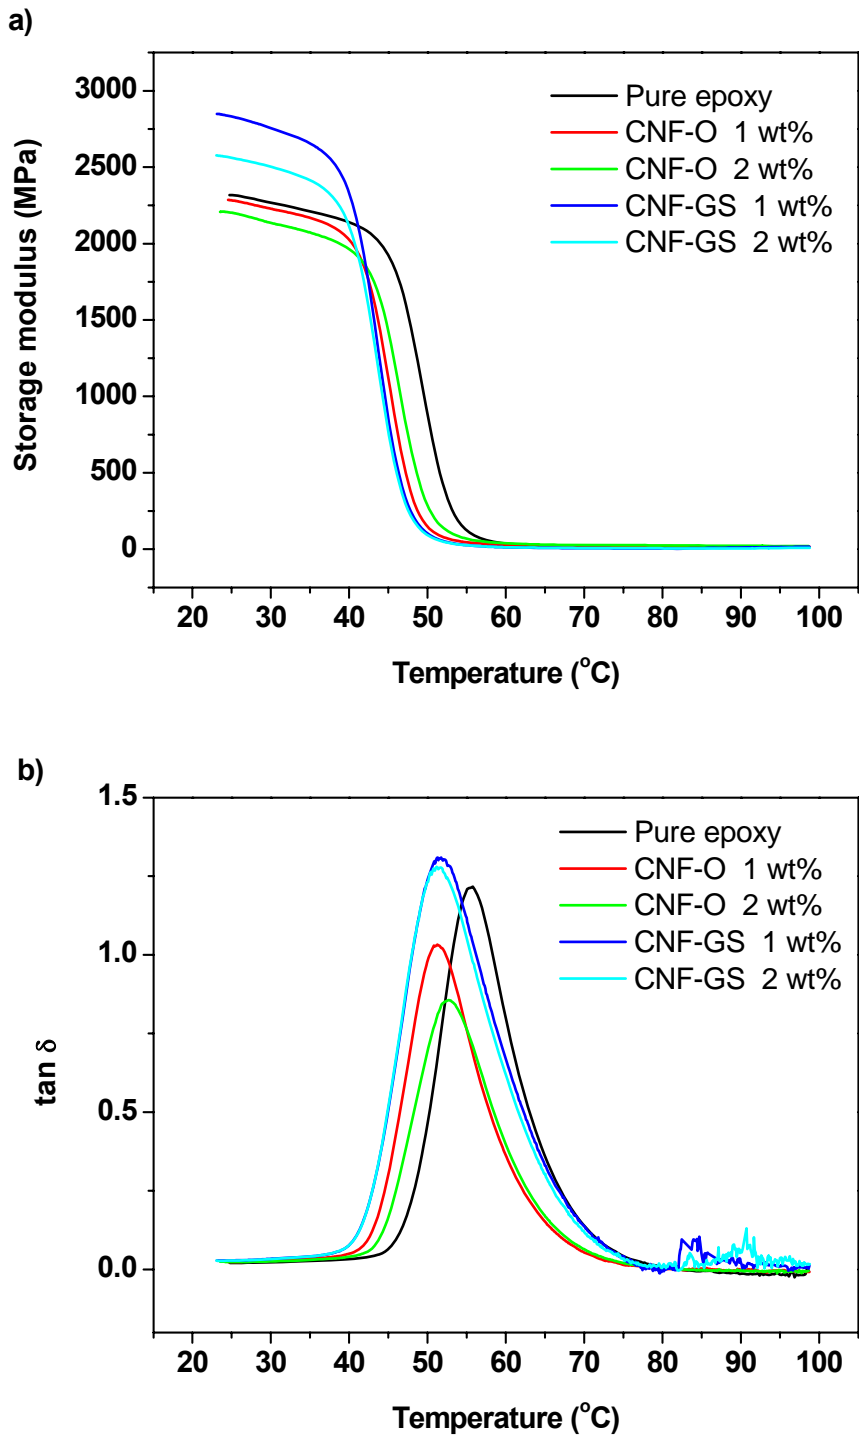 a)
3000
2500
2000
1500
1000
500
0
Storage modulus (MPa)
Pure epoxy
CNF-O 1 wt%
CNF-O 2 wt%
CNF-GS 1 wt%
CNF-GS 2 wt%
20 30 40 50 60 70 80 90 100
Temperature (°C)
b)
1.5
1.0
0.5
0.0
tan δ
Pure epoxy
CNF-O 1 wt%
CNF-O 2 wt%
CNF-GS 1 wt%
CNF-GS 2 wt%
20 30 40 50 60 70 80 90 100
Temperature (°C)